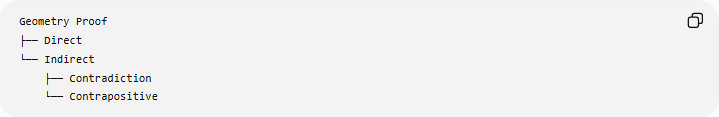 Geometry Proof
├── Direct
└── Indirect
    ├── Contradiction
    └── Contrapositive